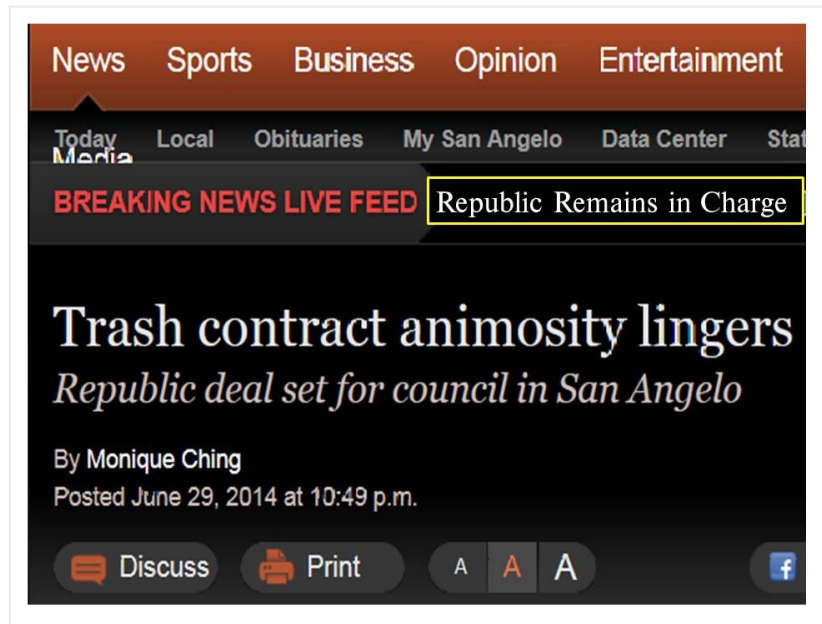 News Sports Business Opinion Entertainment
Today Local Obituaries My San Angelo Data Center Stat
Media
BREAKING NEWS LIVE FEED Republic Remains in Charge
Trash contract animosity lingers
Republic deal set for council in San Angelo
By Monique Ching
Posted June 29, 2014 at 10:49 p.m.
Discuss Print A A A f